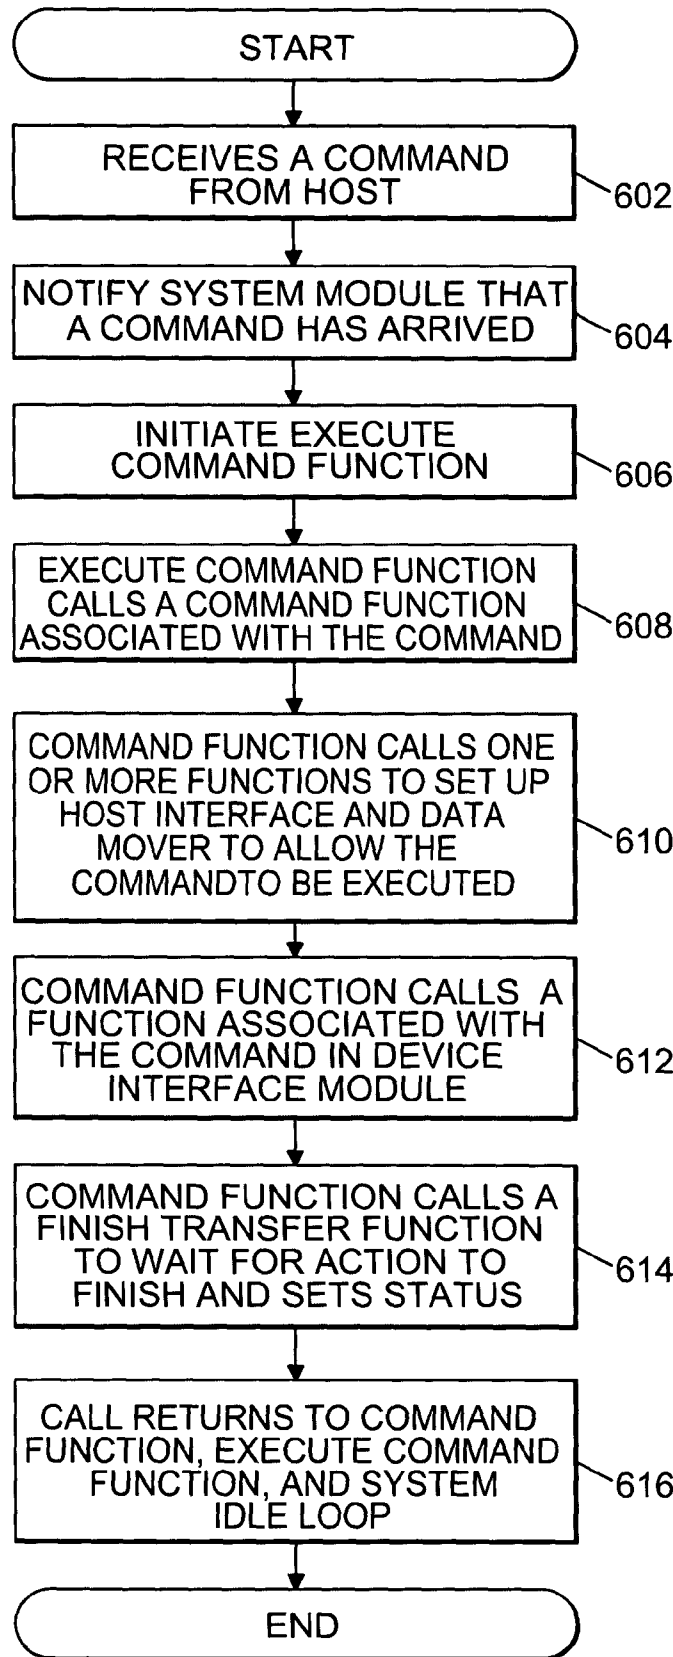 START
RECEIVES A COMMAND
FROM HOST
602
NOTIFY SYSTEM MODULE THAT
A COMMAND HAS ARRIVED
604
INITIATE EXECUTE
COMMAND FUNCTION
606
EXECUTE COMMAND FUNCTION
CALLS A COMMAND FUNCTION
ASSOCIATED WITH THE COMMAND
608
COMMAND FUNCTION CALLS ONE
OR MORE FUNCTIONS TO SET UP
HOST INTERFACE AND DATA
MOVER TO ALLOW THE
COMMANDTO BE EXECUTED
610
COMMAND FUNCTION CALLS A
FUNCTION ASSOCIATED WITH
THE COMMAND IN DEVICE
INTERFACE MODULE
612
COMMAND FUNCTION CALLS A
FINISH TRANSFER FUNCTION
TO WAIT FOR ACTION TO
FINISH AND SETS STATUS
614
CALL RETURNS TO COMMAND
FUNCTION, EXECUTE COMMAND
FUNCTION, AND SYSTEM
IDLE LOOP
616
END